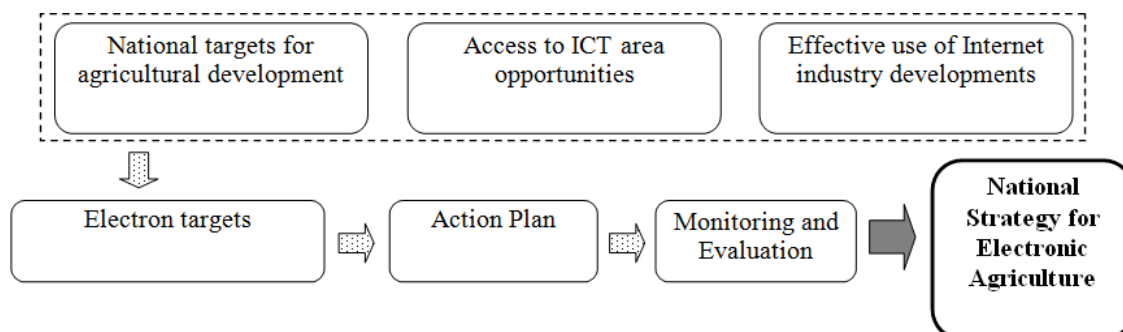 National targets for
agricultural development
Access to ICT area
opportunities
Effective use of Internet
industry developments
Electron targets
Action Plan
Monitoring and
Evaluation
National
Strategy for
Electronic
Agriculture